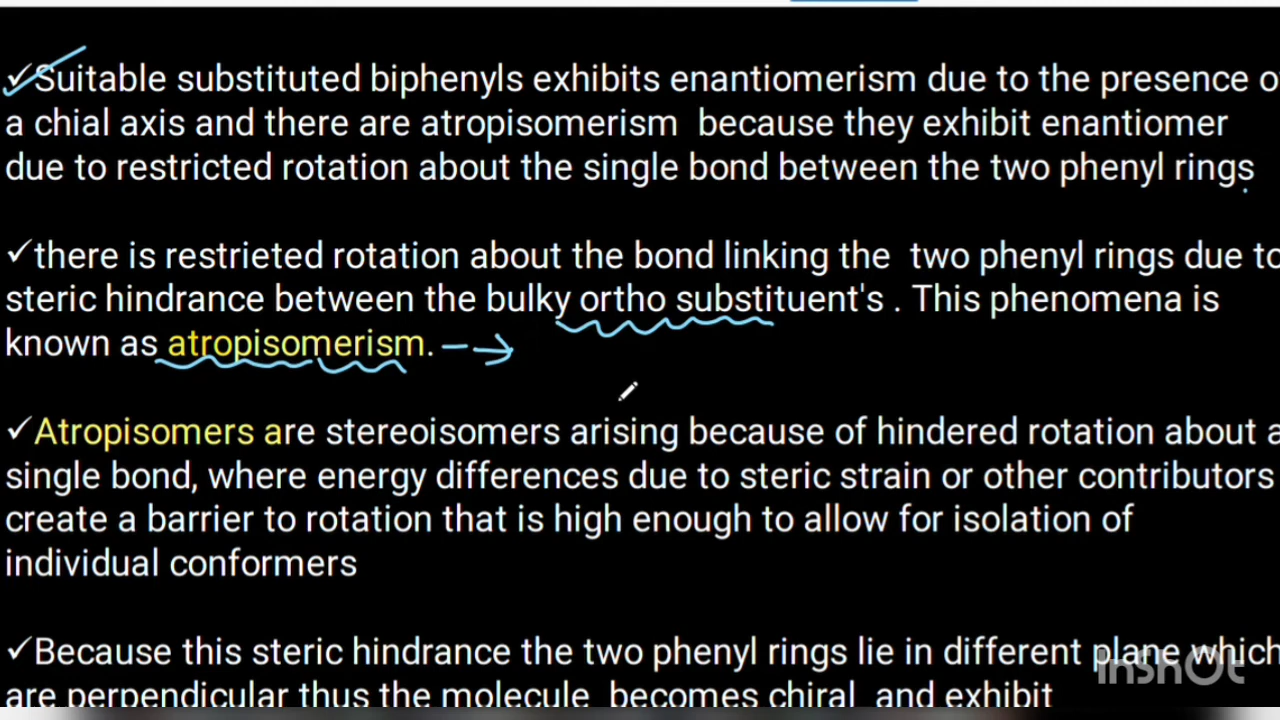 ✓Suitable substituted biphenyls exhibits enantiomerism due to the presence o
a chial axis and there are atropisomerism because they exhibit enantiomer
due to restricted rotation about the single bond between the two phenyl rings
✓there is restrieted rotation about the bond linking the two phenyl rings due to
steric hindrance between the bulky ortho substituent's . This phenomena is
known as atropisomerism.
✓Atropisomers are stereoisomers arising because of hindered rotation about a
single bond, where energy differences due to steric strain or other contributors
create a barrier to rotation that is high enough to allow for isolation of
individual conformers
✓Because this steric hindrance the two phenyl rings lie in different plane which
are perpendicular thus the molecule becomes chiral and exhibit
InShOt